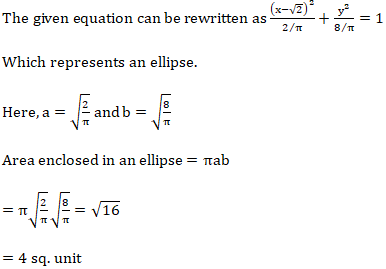 The given equation can be rewritten as (x−√2)²/(2/π) + y²/(8/π) = 1
Which represents an ellipse.
Here, a = √(2/π) and b = √(8/π)
Area enclosed in an ellipse = πab
= π√(2/π)√(8/π) = √16
= 4 sq. unit